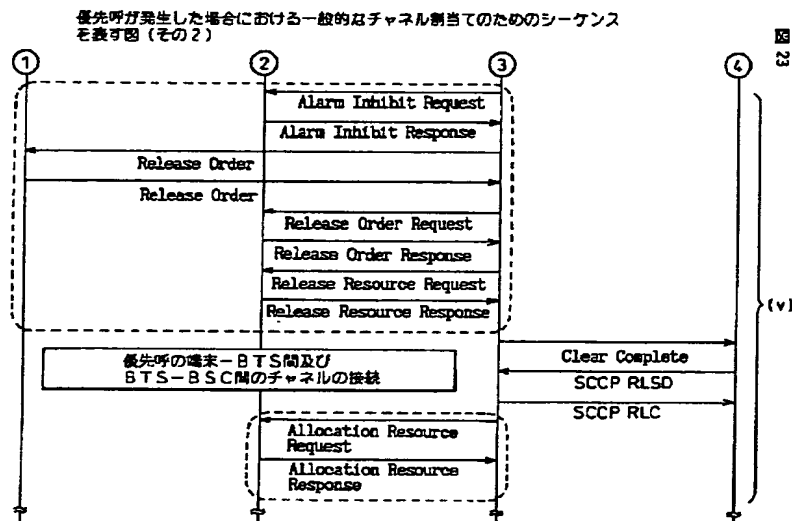 優先呼が発生した場合における一般的なチャネル割当てのためのシーケンス
を表す図（その2）
図23
① ② ③ ④
Alarm Inhibit Request
Alarm Inhibit Response
Release Order
Release Order
Release Order Request
Release Order Response
Release Resource Request
Release Resource Response
(v)
Clear Complete
優先呼の端末－BTS間及び
BTS－BSC間のチャネルの接続
SCCP RLSD
SCCP RLC
Allocation Resource
Request
Allocation Resource
Response